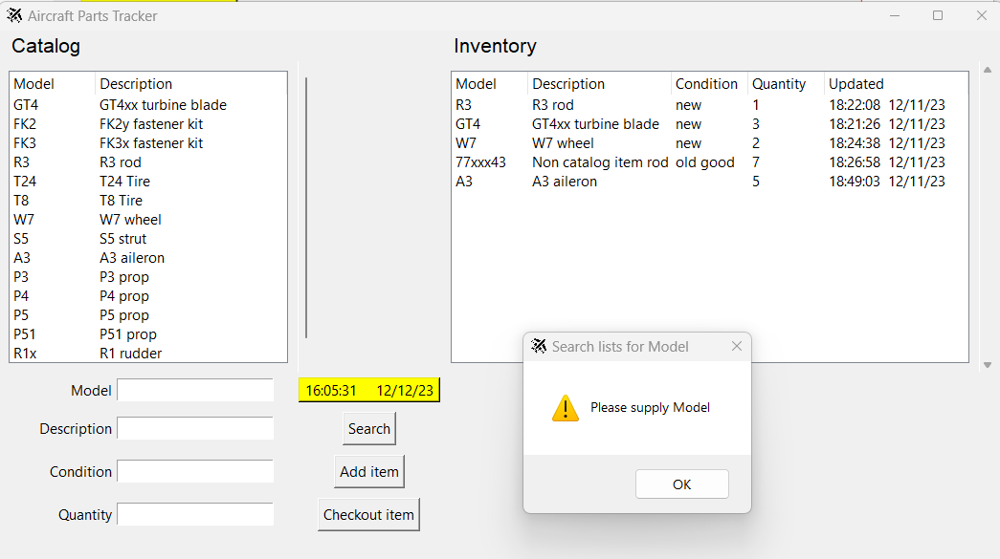 Aircraft Parts Tracker
Catalog
Model Description
GT4 GT4xx turbine blade
FK2 FK2y fastener kit
FK3 FK3x fastener kit
R3 R3 rod
T24 T24 Tire
T8 T8 Tire
W7 W7 wheel
S5 S5 strut
A3 A3 aileron
P3 P3 prop
P4 P4 prop
P5 P5 prop
P51 P51 prop
R1x R1 rudder
Inventory
Model Description Condition Quantity Updated
R3 R3 rod new 1 18:22:08 12/11/23
GT4 GT4xx turbine blade new 3 18:21:26 12/11/23
W7 W7 wheel new 2 18:24:38 12/11/23
77xxx43 Non catalog item rod old good 7 18:26:58 12/11/23
A3 A3 aileron 5 18:49:03 12/11/23
Model
Description
Condition
Quantity
16:05:31 12/12/23
Search
Add item
Checkout item
Search lists for Model
Please supply Model
OK